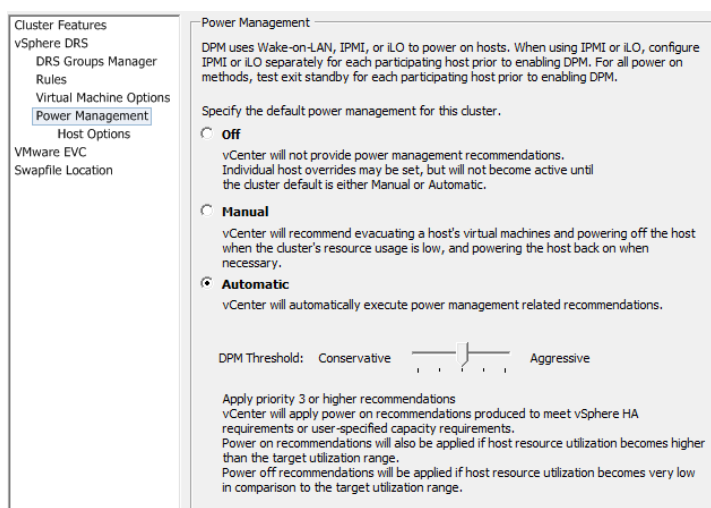 Cluster Features
vSphere DRS
DRS Groups Manager
Rules
Virtual Machine Options
Power Management
Host Options
VMware EVC
Swapfile Location
Power Management
DPM uses Wake-on-LAN, IPMI, or iLO to power on hosts. When using IPMI or iLO, configure
IPMI or iLO separately for each participating host prior to enabling DPM. For all power on
methods, test exit standby for each participating host prior to enabling DPM.
Specify the default power management for this cluster.
Off
vCenter will not provide power management recommendations.
Individual host overrides may be set, but will not become active until
the cluster default is either Manual or Automatic.
Manual
vCenter will recommend evacuating a host's virtual machines and powering off the host
when the cluster's resource usage is low, and powering the host back on when
necessary.
Automatic
vCenter will automatically execute power management related recommendations.
DPM Threshold: Conservative Aggressive
Apply priority 3 or higher recommendations
vCenter will apply power on recommendations produced to meet vSphere HA
requirements or user-specified capacity requirements.
Power on recommendations will also be applied if host resource utilization becomes higher
than the target utilization range.
Power off recommendations will be applied if host resource utilization becomes very low
in comparison to the target utilization range.